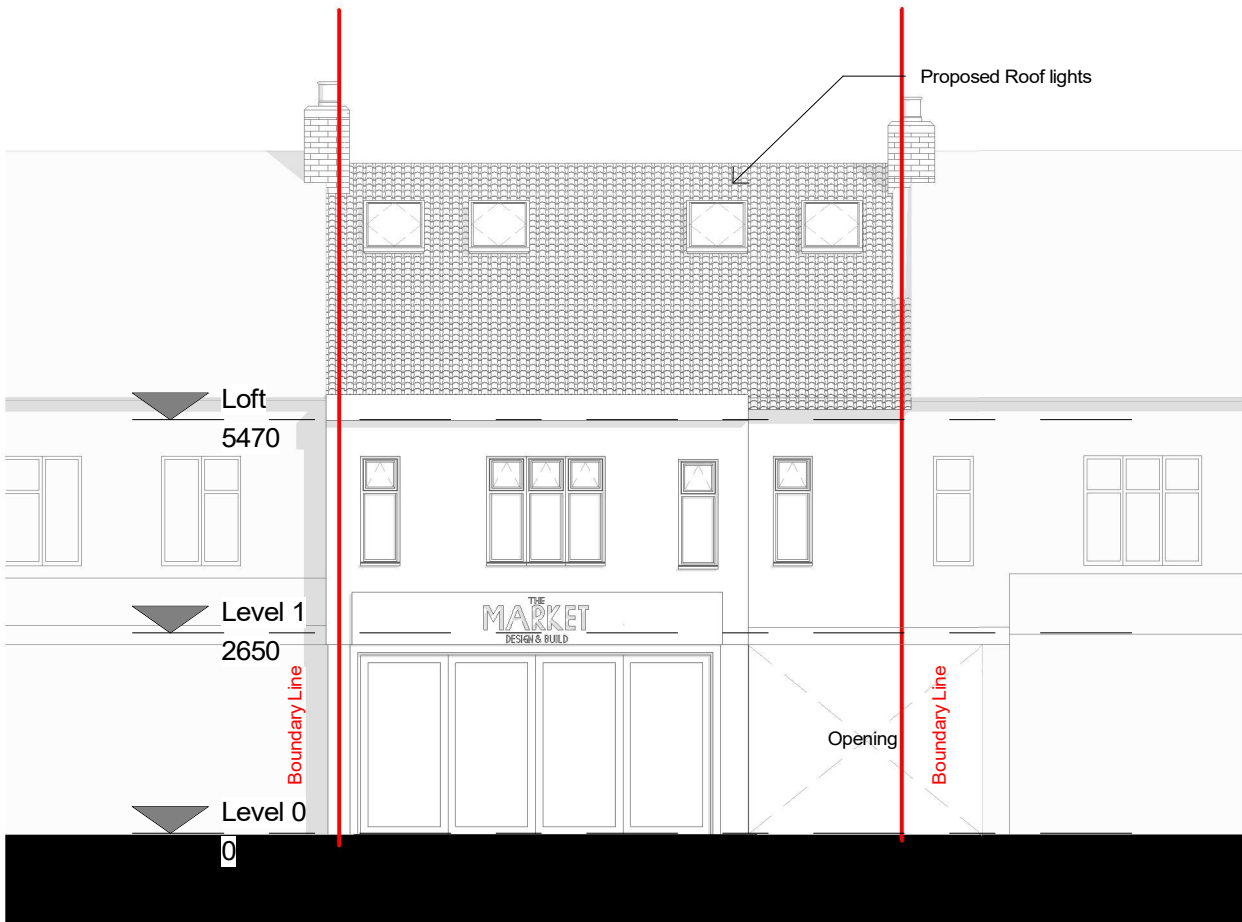 Proposed Roof lights
Loft
5470
THE
MARKET
DESIGN & BUILD
Level 1
2650
Boundary Line
Opening
Boundary Line
Level 0
0